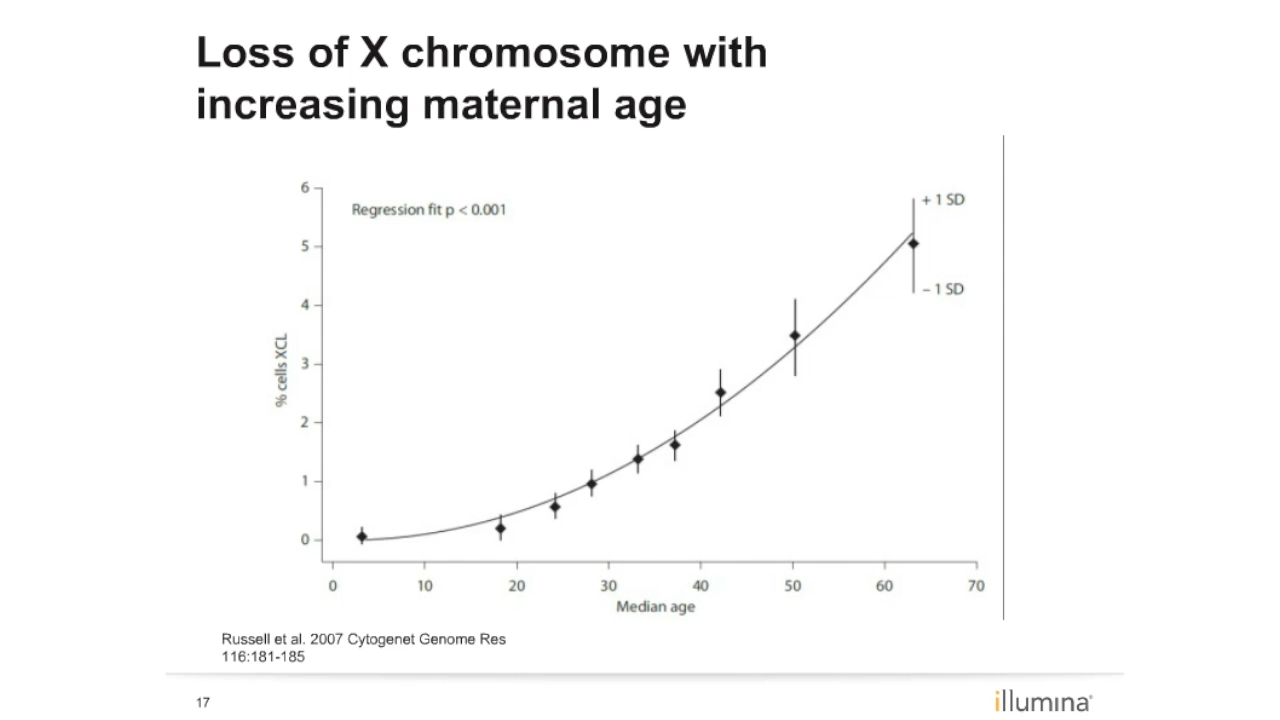 Loss of X chromosome with
increasing maternal age
6
Regression fit p < 0.001
+ 1 SD
5
– 1 SD
4
3
% cells XCL
2
1
0
0 10 20 30 40 50 60 70
Median age
Russell et al. 2007 Cytogenet Genome Res
116:181-185
17
illumina®